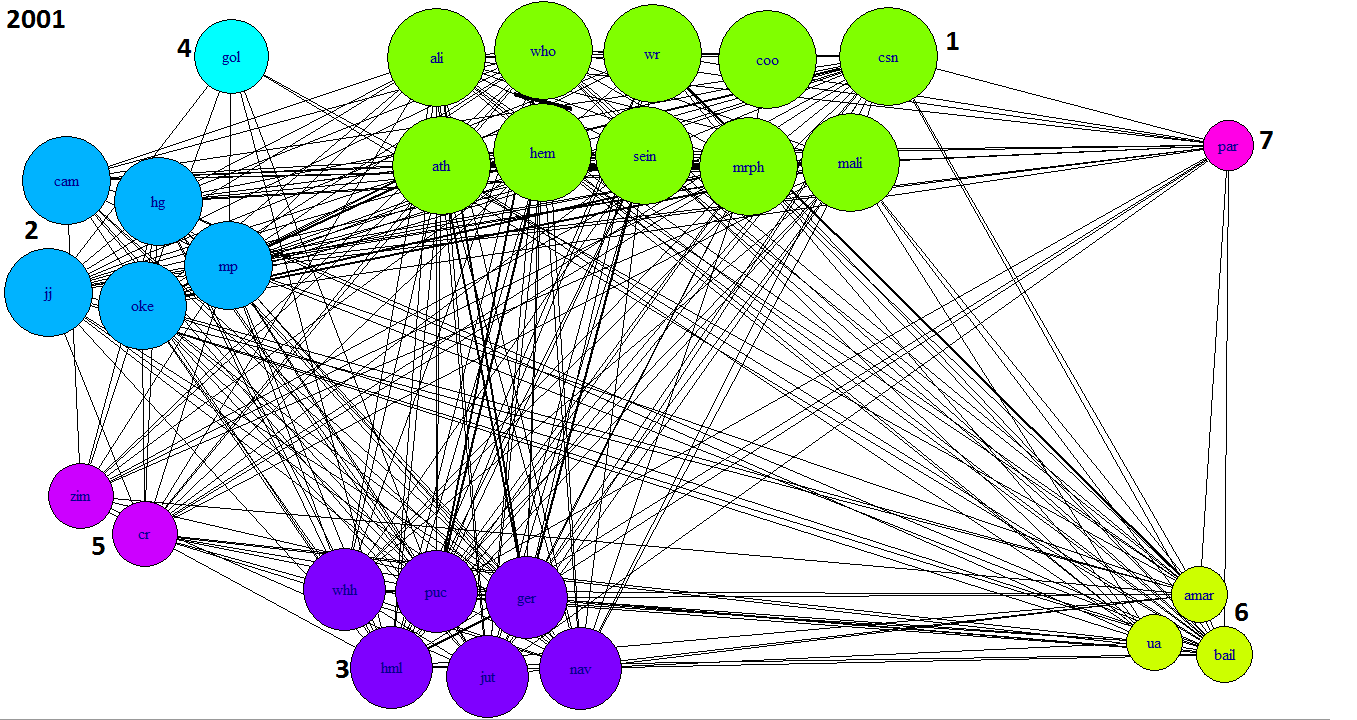 2001
4
gol
ali
who
wr
coo
csn
1
ath
hem
sein
mrph
mali
par
7
cam
hg
2
mp
jj
oke
zim
cr
5
whh
puc
ger
amar
6
ua
bail
3
hml
jut
nav